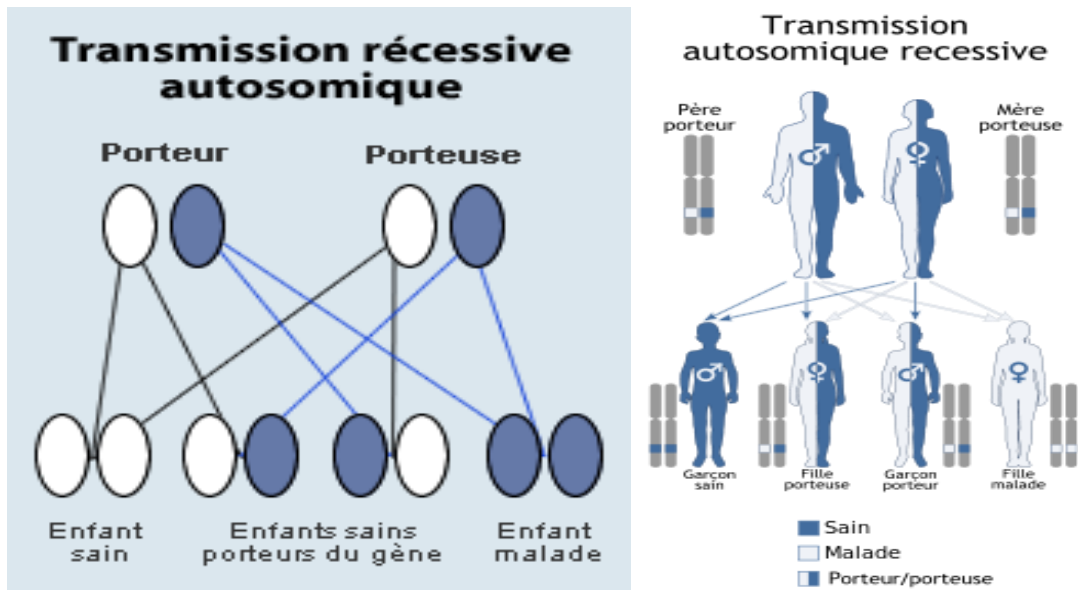 Transmission récessive
autosomique
Porteur
Porteuse
Enfant
sain
Enfants sains
porteurs du gène
Enfant
malade
Transmission
autosomique recessive
Père
porteur
Mère
porteuse
♂
♀
♂
♀
♂
♀
Garçon
sain
Fille
porteuse
Garçon
porteur
Fille
malade
Sain
Malade
Porteur/porteuse